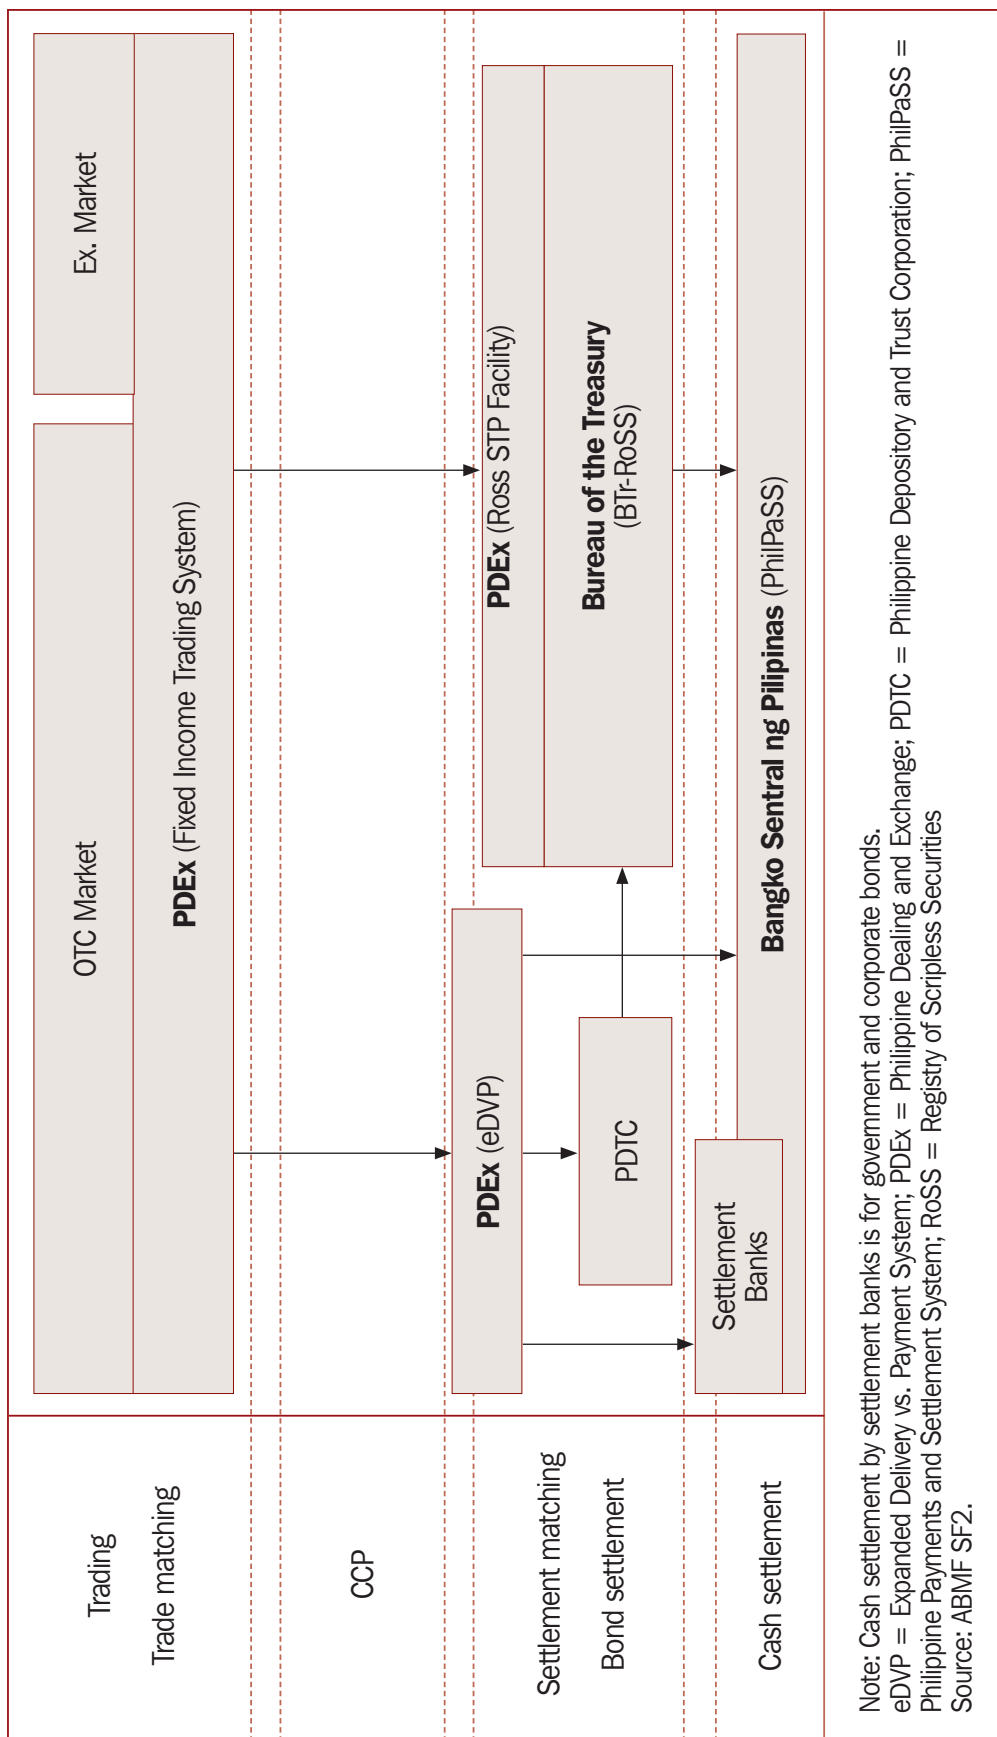 Trading
Trade matching
CCP
Settlement matching
Bond settlement
Cash settlement
OTC Market
Ex. Market
PDEx (Fixed Income Trading System)
PDEx (eDVP)
PDEx (Ross STP Facility)
PDTC
Bureau of the Treasury
(BTr-RoSS)
Settlement
Banks
Bangko Sentral ng Pilipinas (PhilPaSS)
Note: Cash settlement by settlement banks is for government and corporate bonds.
eDVP = Expanded Delivery vs. Payment System; PDEx = Philippine Dealing and Exchange; PDTC = Philippine Depository and Trust Corporation; PhilPaSS =
Philippine Payments and Settlement System; RoSS = Registry of Scripless Securities
Source: ABMF SF2.